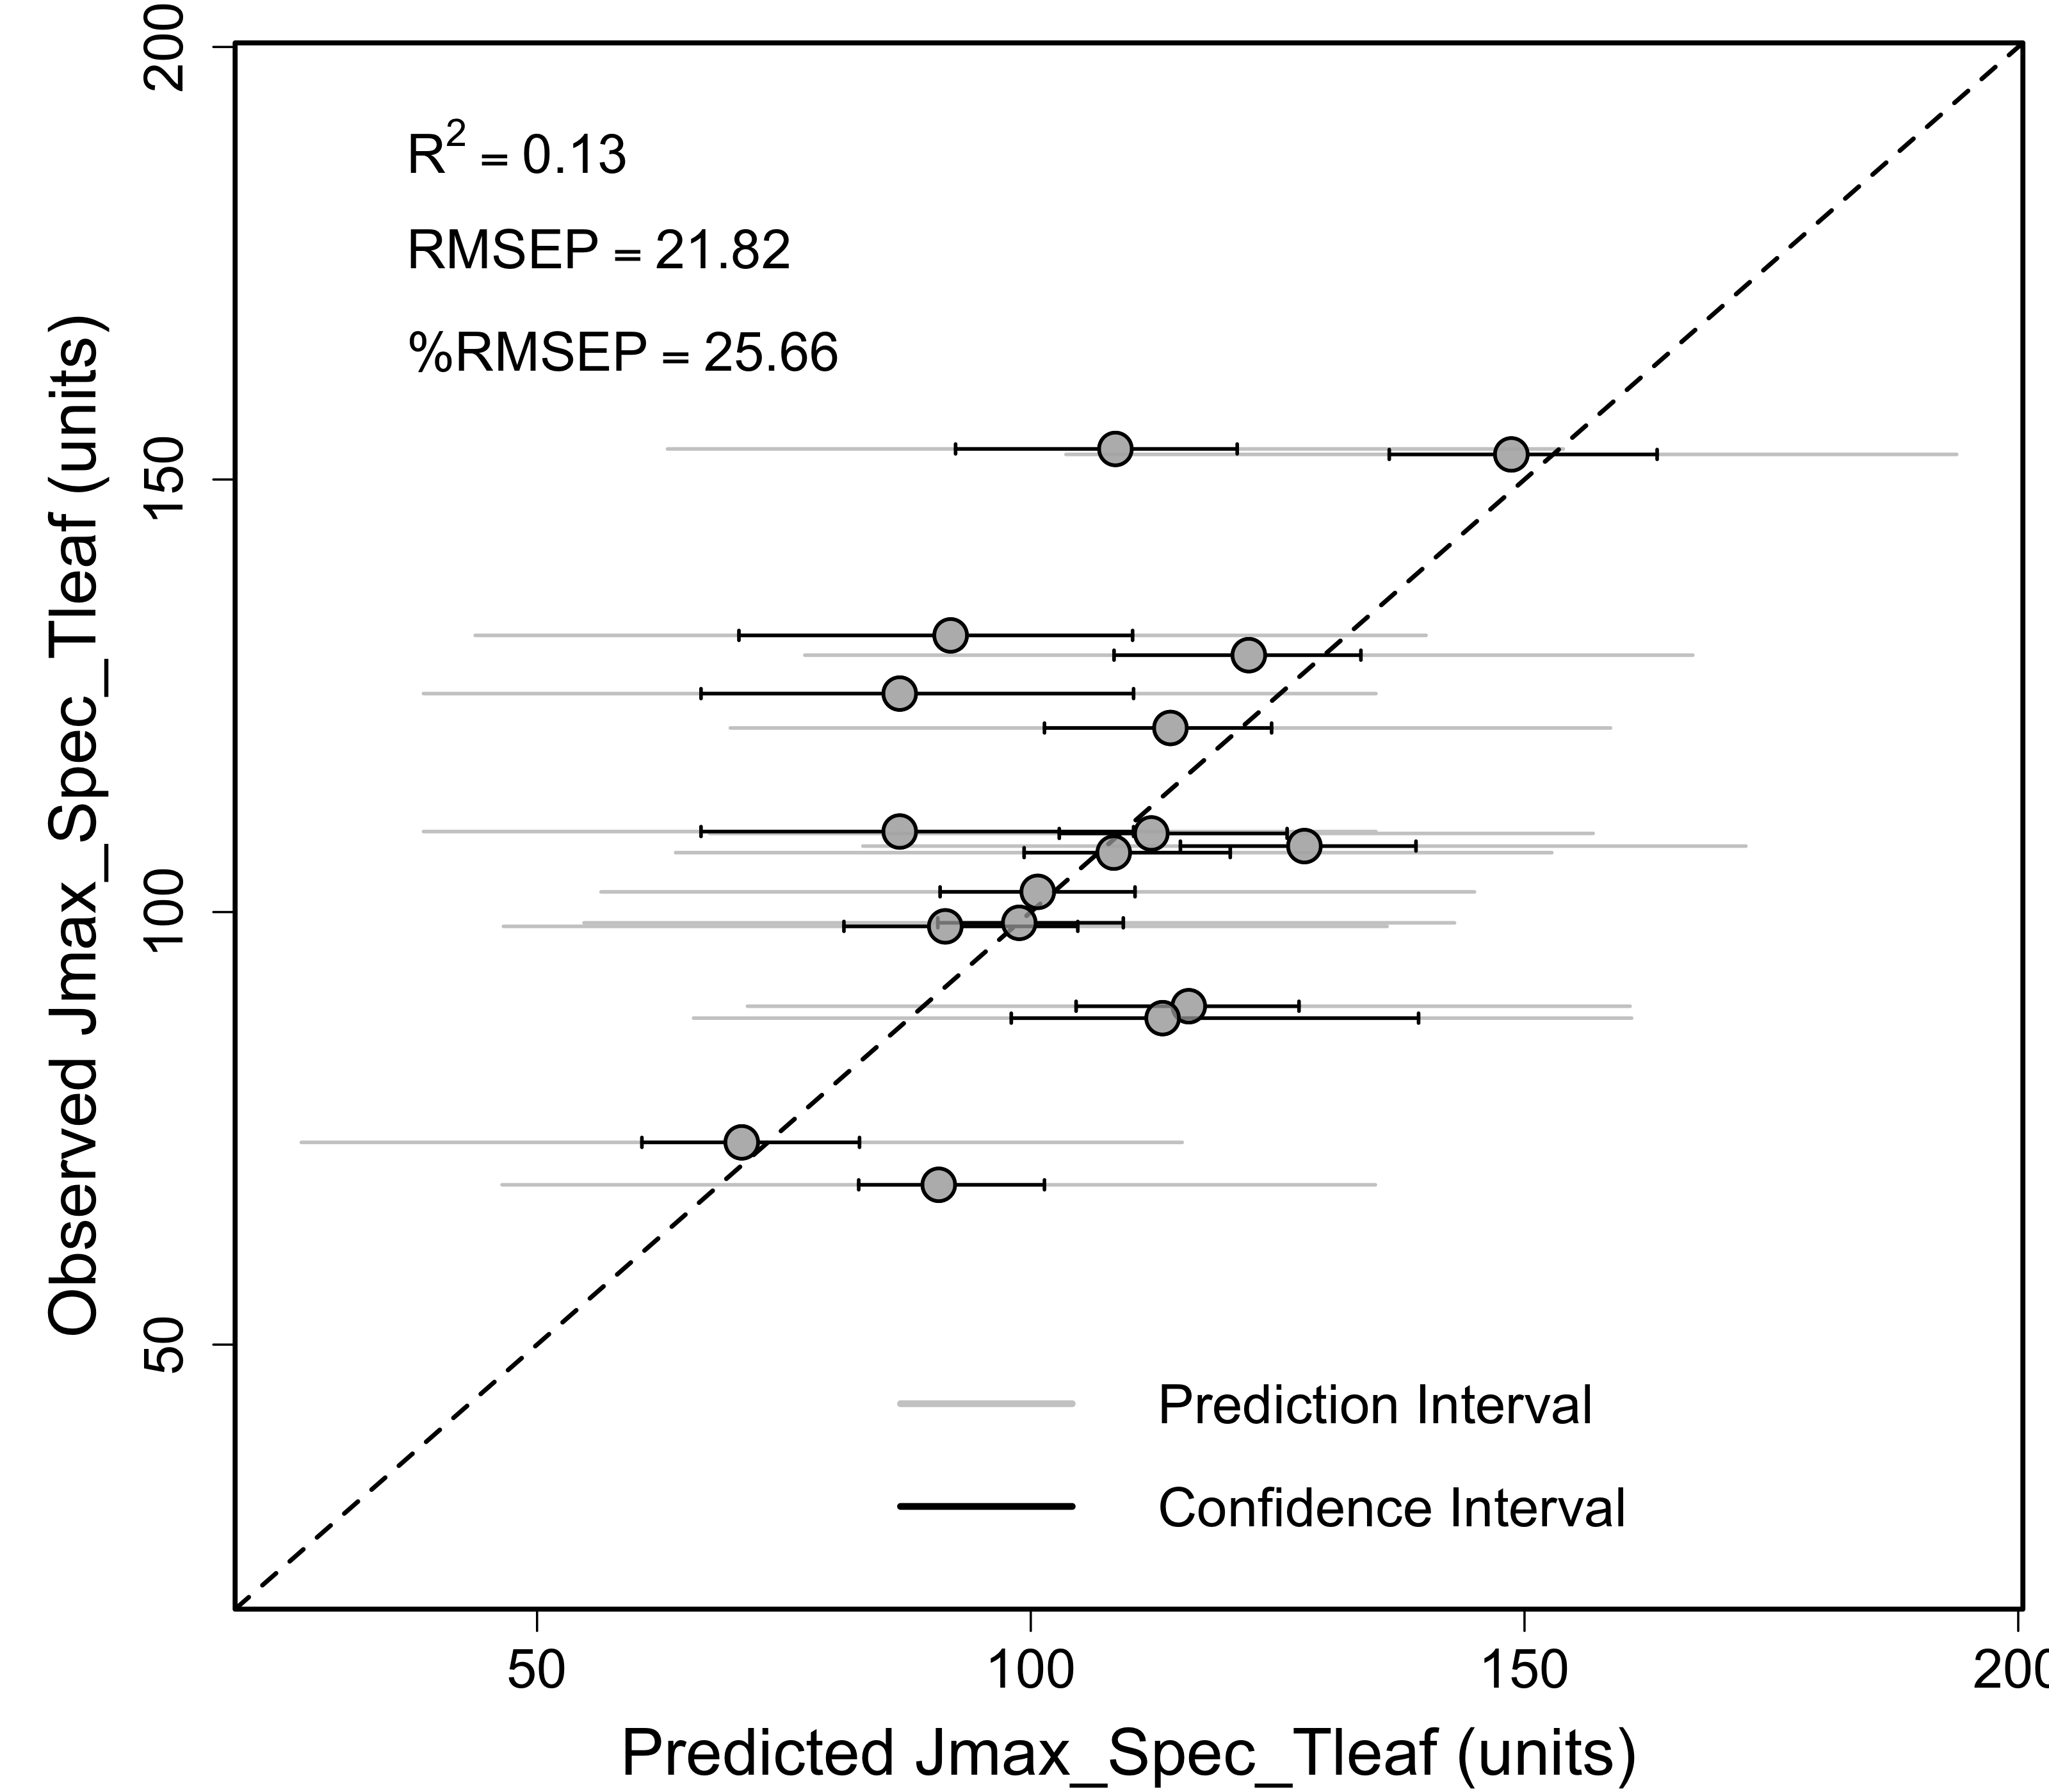 R2 = 0.13
RMSEP = 21.82
%RMSEP = 25.66
Observed Jmax_Spec_Tleaf (units)
200
150
100
50
Prediction Interval
Confidence Interval
50 100 150 200
Predicted Jmax_Spec_Tleaf (units)